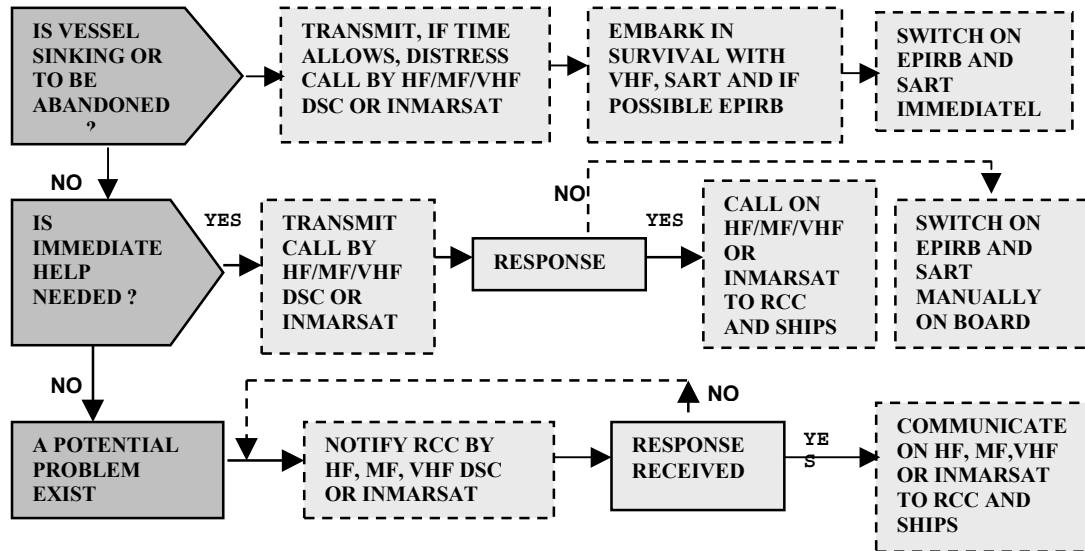 IS VESSEL
SINKING OR
TO BE
ABANDONED
?
TRANSMIT, IF TIME
ALLOWS, DISTRESS
CALL BY HF/MF/VHF
DSC OR INMARSAT
EMBARK IN
SURVIVAL WITH
VHF, SART AND IF
POSSIBLE EPIRB
SWITCH ON
EPIRB AND
SART
IMMEDIATEL
NO
IS
IMMEDIATE
HELP
NEEDED ?
YES
TRANSMIT
CALL BY
HF/MF/VHF
DSC OR
INMARSAT
RESPONSE
NO
YES
CALL ON
HF/MF/VHF
OR
INMARSAT
TO RCC
AND SHIPS
SWITCH ON
EPIRB AND
SART
MANUALLY
ON BOARD
NO
A POTENTIAL
PROBLEM
EXIST
NOTIFY RCC BY
HF, MF, VHF DSC
OR INMARSAT
NO
RESPONSE
RECEIVED
YE
S
COMMUNICATE
ON HF, MF,VHF
OR INMARSAT
TO RCC AND
SHIPS